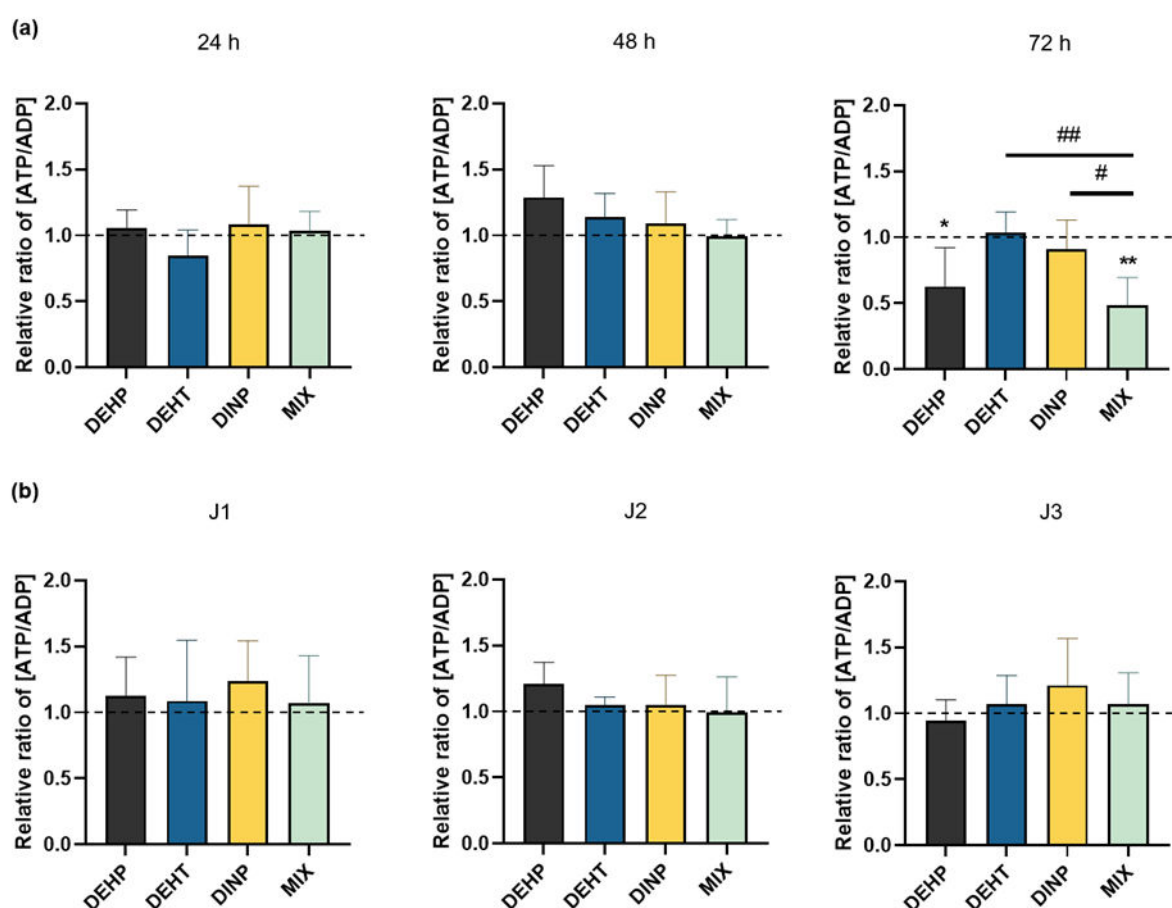 (a)
24 h
48 h
72 h
Relative ratio of [ATP/ADP]
2.0
1.5
1.0
0.5
0.0
DEHP
DEHT
DINP
MIX
Relative ratio of [ATP/ADP]
2.0
1.5
1.0
0.5
0.0
DEHP
DEHT
DINP
MIX
Relative ratio of [ATP/ADP]
2.0
1.5
1.0
0.5
0.0
##
#
*
**
DEHP
DEHT
DINP
MIX
(b)
J1
J2
J3
Relative ratio of [ATP/ADP]
2.0
1.5
1.0
0.5
0.0
DEHP
DEHT
DINP
MIX
Relative ratio of [ATP/ADP]
2.0
1.5
1.0
0.5
0.0
DEHP
DEHT
DINP
MIX
Relative ratio of [ATP/ADP]
2.0
1.5
1.0
0.5
0.0
DEHP
DEHT
DINP
MIX